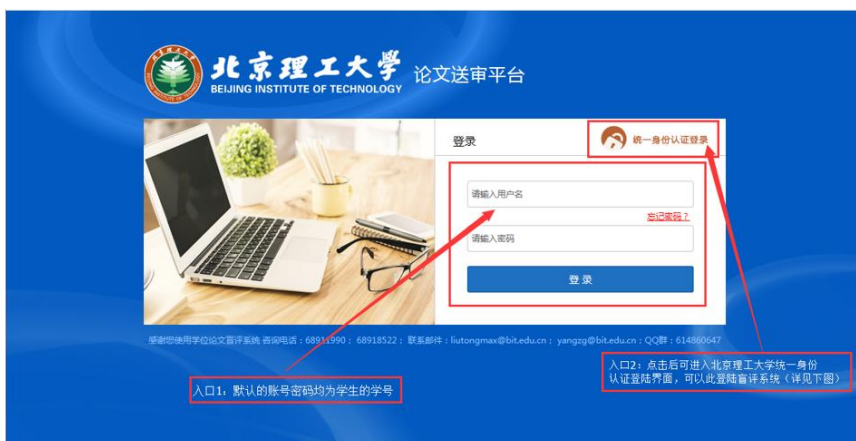 北京理工大学
BEIJING INSTITUTE OF TECHNOLOGY
论文送审平台
登录
统一身份认证登录
请输入用户名
忘记密码？
请输入密码
登 录
感谢您使用学位论文盲评系统 咨询电话：68911990； 68918522； 联系邮件：liutongmax@bit.edu.cn； yangzg@bit.edu.cn；QQ群：614860647
入口1：默认的账号密码均为学生的学号
入口2：点击后可进入北京理工大学统一身份
认证登陆界面，可以此登陆盲评系统（详见下图）